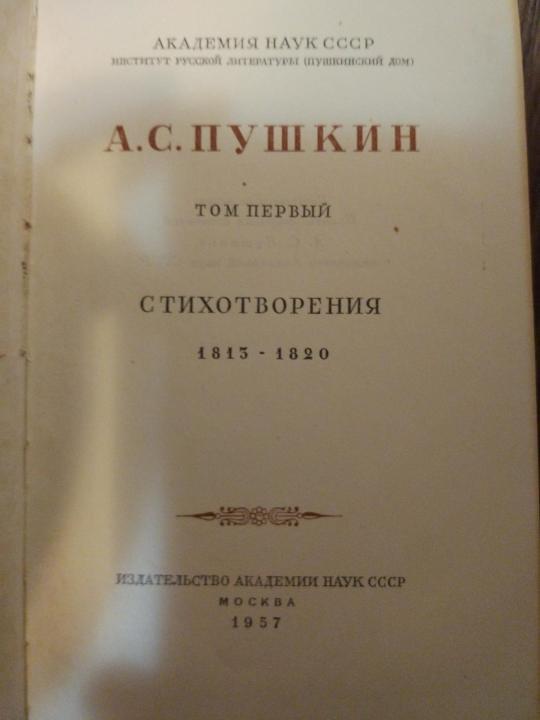 АКАДЕМИЯ НАУК СССР
ИНСТИТУТ РУССКОЙ ЛИТЕРАТУРЫ (ПУШКИНСКИЙ ДОМ)
А.С.ПУШКИН
ТОМ ПЕРВЫЙ
СТИХОТВОРЕНИЯ
1813 - 1820
ИЗДАТЕЛЬСТВО АКАДЕМИИ НАУК СССР
МОСКВА
1957